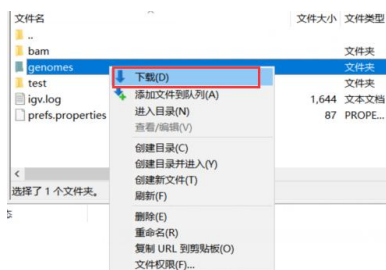 文件名 文件大小 文件类型
..
bam 文件夹
genomes 文件夹
test 文件夹
igv.log 1,644 文本文档
prefs.properties 87 PROPE...
下载(D)
添加文件到队列(A)
进入目录(N)
查看/编辑(V)
创建目录(C)
创建目录并进入(Y)
创建新文件(T)
刷新(F)
删除(E)
重命名(R)
复制 URL 到剪贴板(O)
文件权限(F)...
选择了 1 个文件夹。